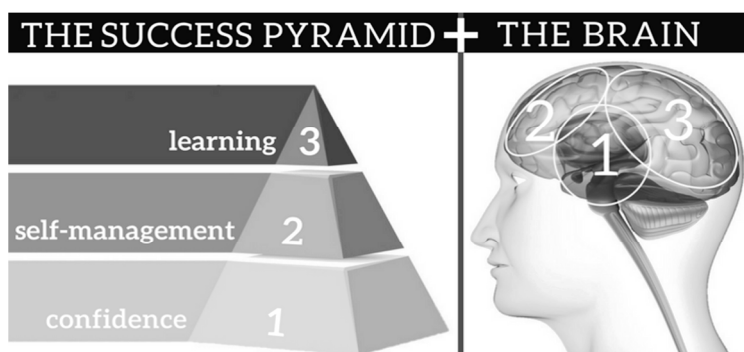 THE SUCCESS PYRAMID + THE BRAIN
learning 3
self-management 2
confidence 1
2 1 3